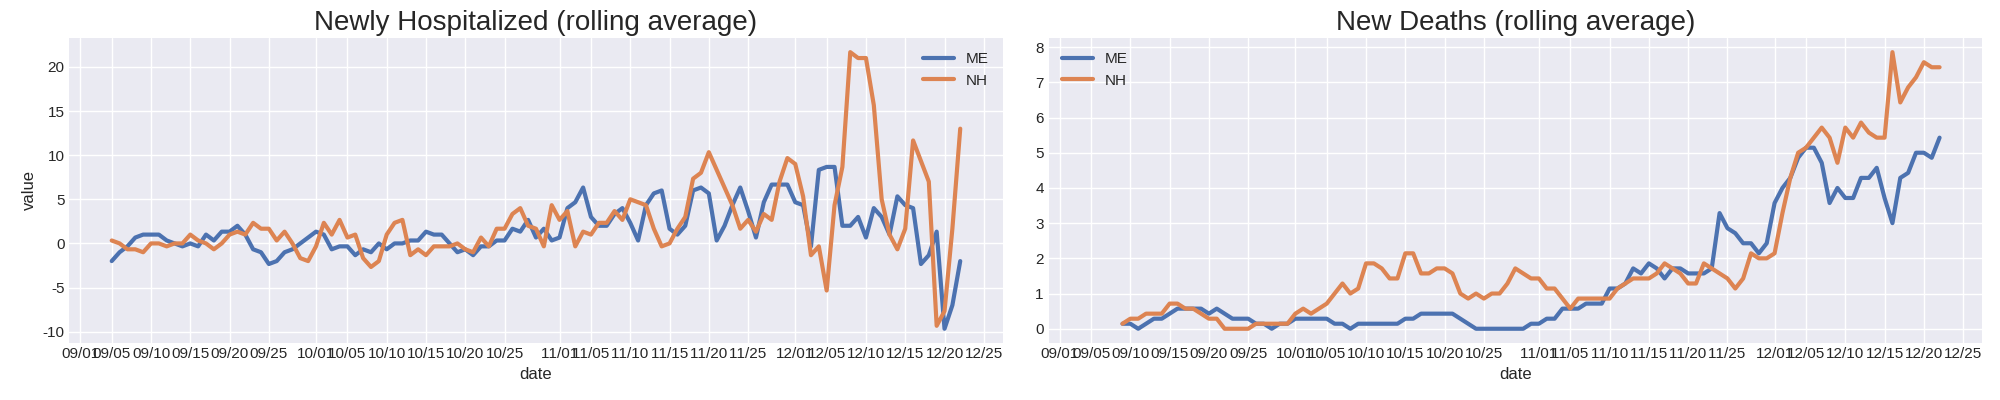 Newly Hospitalized (rolling average)
ME
NH
20
15
10
5
0
-5
-10
value
09/01 09/05 09/10 09/15 09/20 09/25 10/01 10/05 10/10 10/15 10/20 10/25 11/01 11/05 11/10 11/15 11/20 11/25 12/01 12/05 12/10 12/15 12/20 12/25
date
New Deaths (rolling average)
ME
NH
8
7
6
5
4
3
2
1
0
09/01 09/05 09/10 09/15 09/20 09/25 10/01 10/05 10/10 10/15 10/20 10/25 11/01 11/05 11/10 11/15 11/20 11/25 12/01 12/05 12/10 12/15 12/20 12/25
date